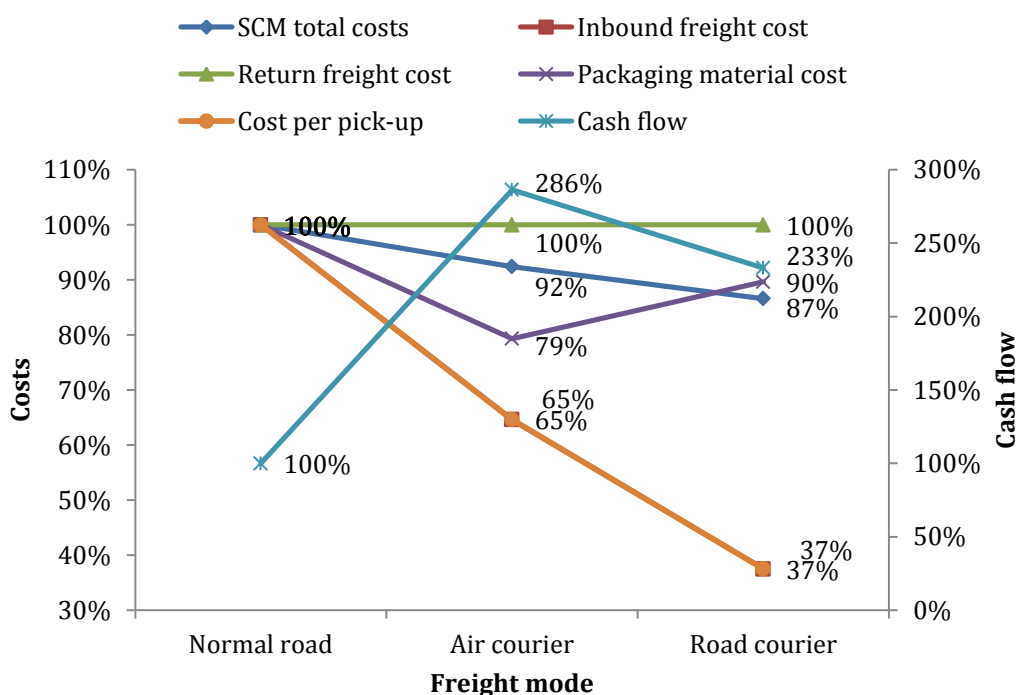 SCM total costs
Inbound freight cost
Return freight cost
Packaging material cost
Cost per pick-up
Cash flow
110%
300%
286%
100%
100%
100%
100%
250%
233%
90%
92%
90%
87%
80%
200%
79%
70%
150%
65%
65%
60%
100%
100%
50%
50%
40%
37%
37%
30%
0%
Costs
Cash flow
Normal road
Air courier
Road courier
Freight mode